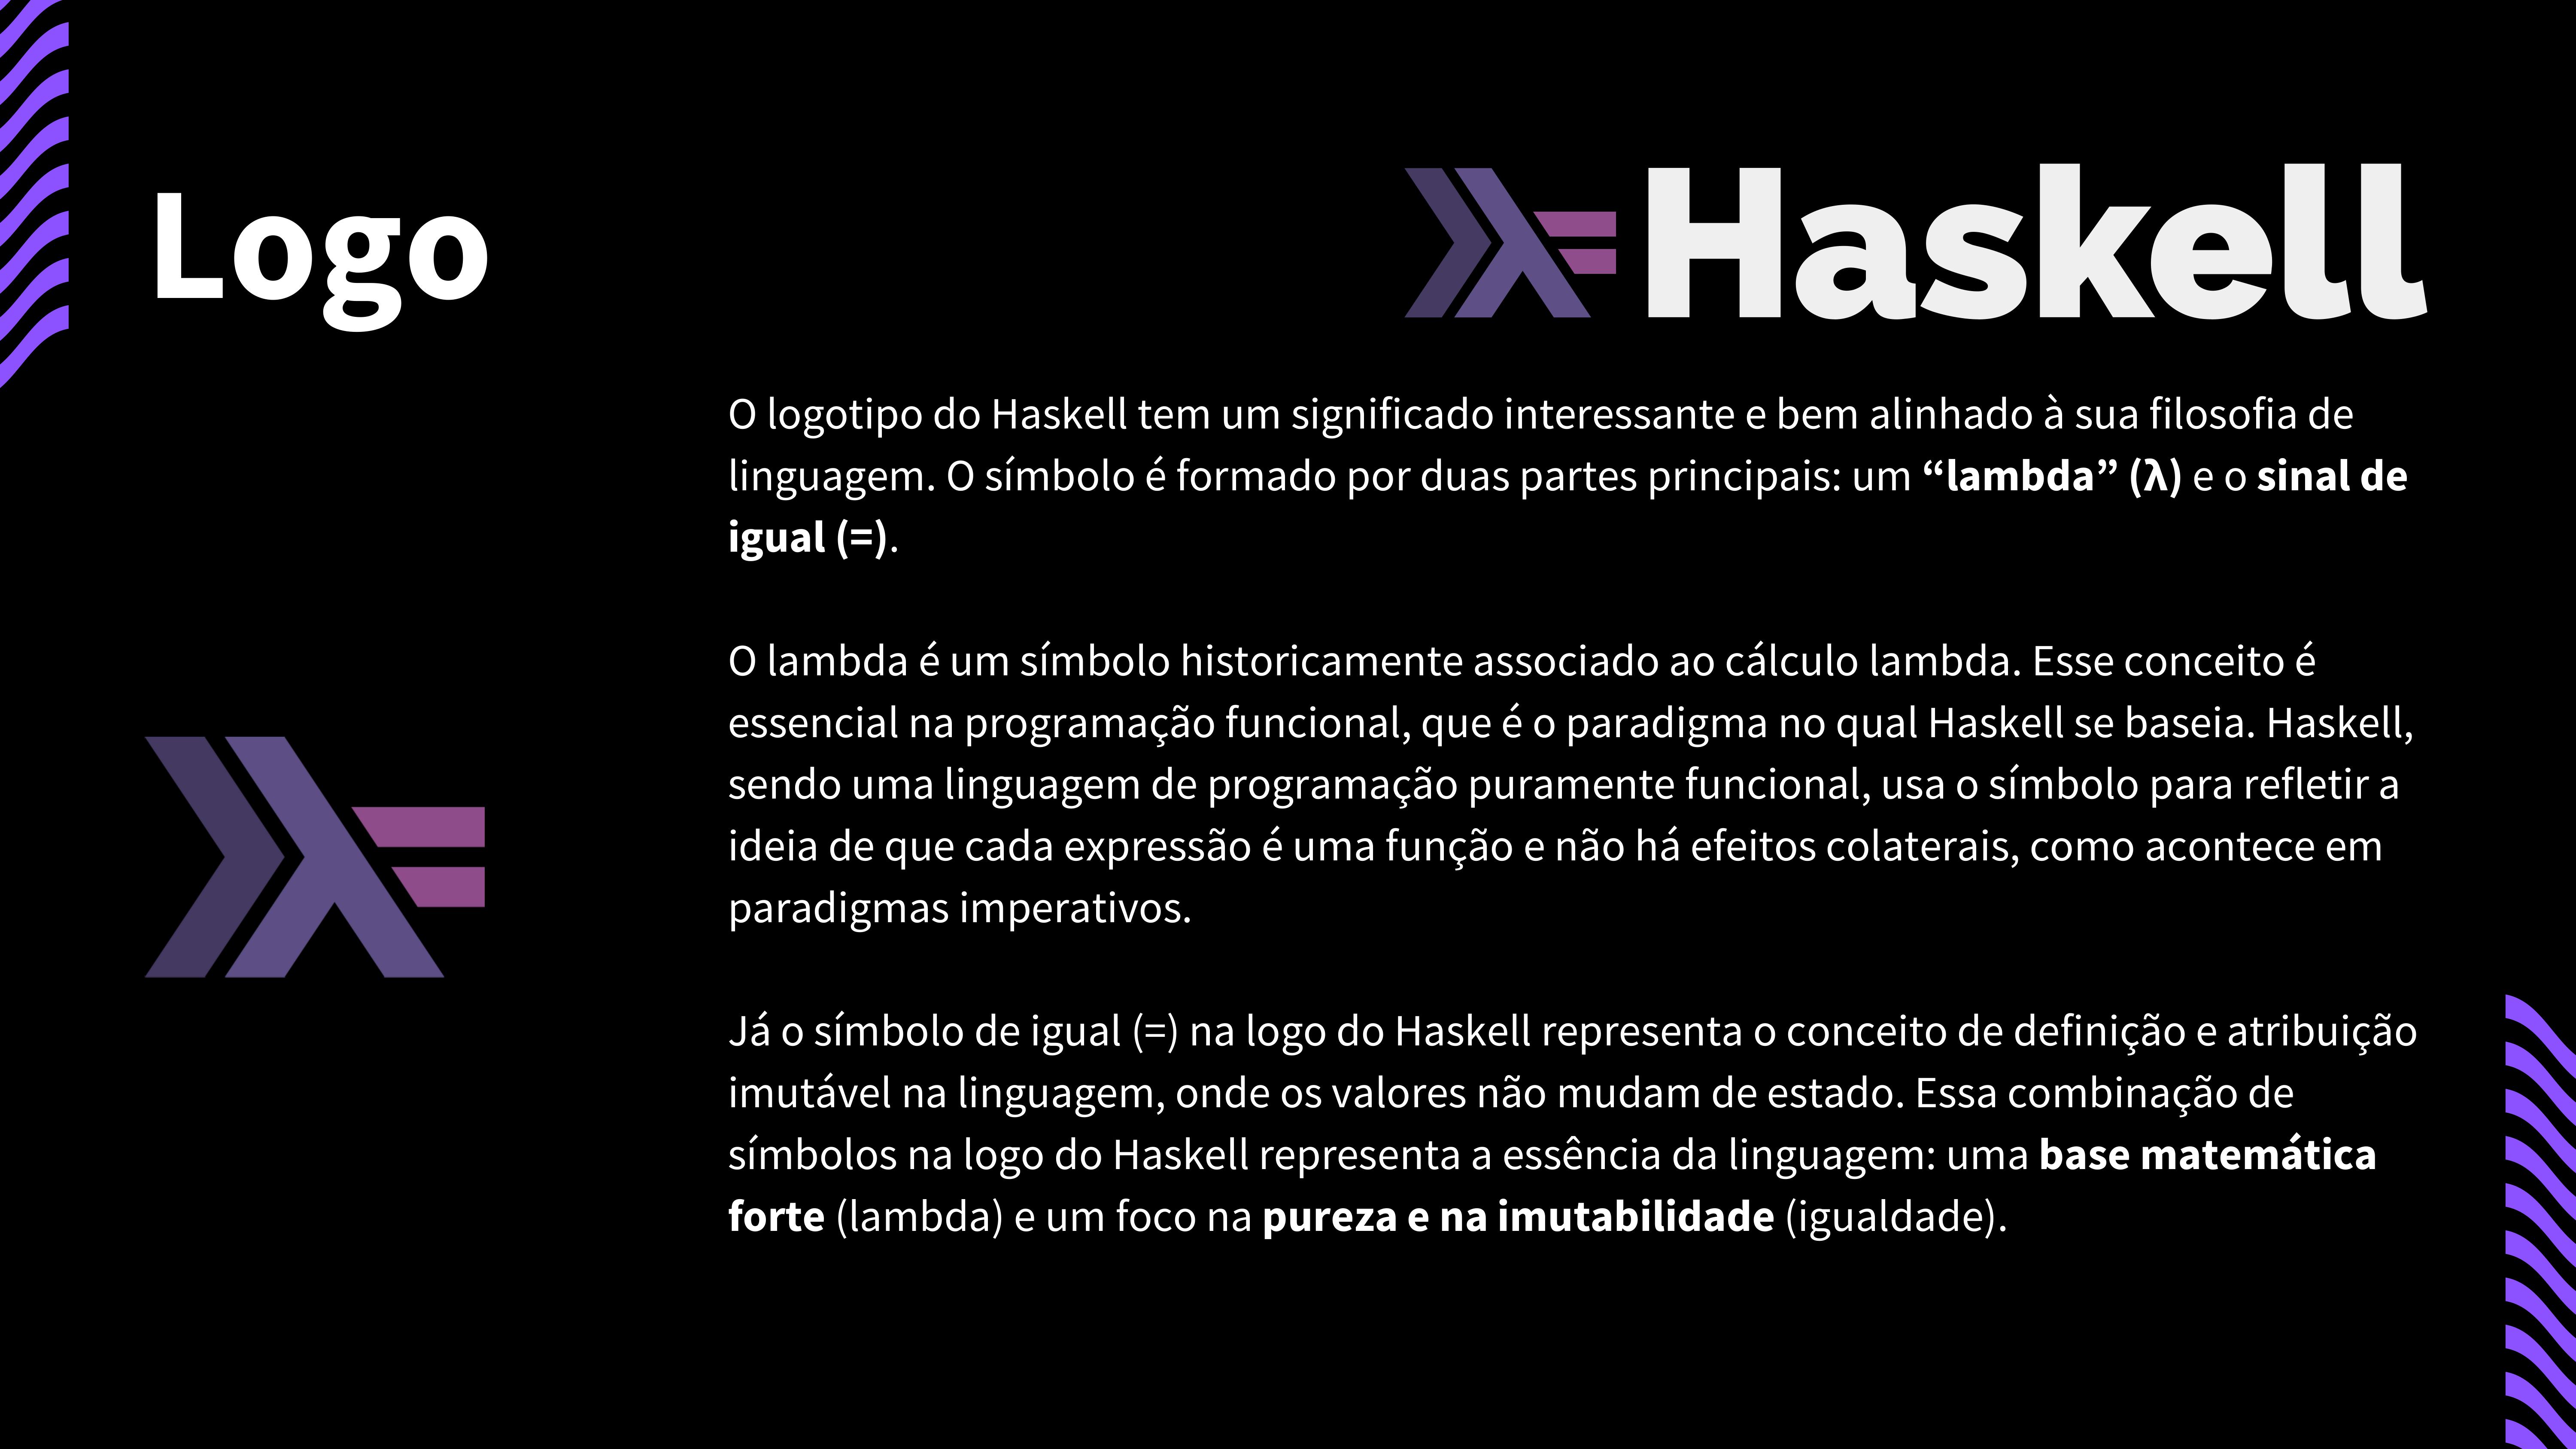 Logo
Haskell
O logotipo do Haskell tem um significado interessante e bem alinhado à sua filosofia de
linguagem. O símbolo é formado por duas partes principais: um “lambda” (λ) e o sinal de
igual (=).
O lambda é um símbolo historicamente associado ao cálculo lambda. Esse conceito é
essencial na programação funcional, que é o paradigma no qual Haskell se baseia. Haskell,
sendo uma linguagem de programação puramente funcional, usa o símbolo para refletir a
ideia de que cada expressão é uma função e não há efeitos colaterais, como acontece em
paradigmas imperativos.
Já o símbolo de igual (=) na logo do Haskell representa o conceito de definição e atribuição
imutável na linguagem, onde os valores não mudam de estado. Essa combinação de
símbolos na logo do Haskell representa a essência da linguagem: uma base matemática
forte (lambda) e um foco na pureza e na imutabilidade (igualdade).